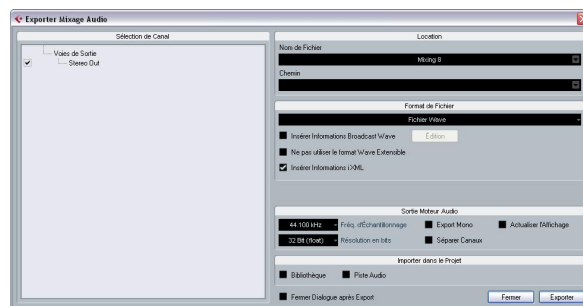 Exporter Mixage Audio
Sélection de Canal
Voies de Sortie
Stereo Out
Location
Nom de Fichier
Mixing 8
Chemin
Format de Fichier
Fichier Wave
Insérer Informations Broadcast Wave
Edition
Ne pas utiliser le format Wave Extensible
Insérer Informations iXML
Sortie Moteur Audio
44.100 kHz Fréq. d'Échantillonnage Export Mono Actualiser l'Affichage
32 Bit (float) Résolution en bits Séparer Canaux
Importer dans le Projet
Bibliothèque Piste Audio
Fermer Dialogue après Export Fermer Exporter